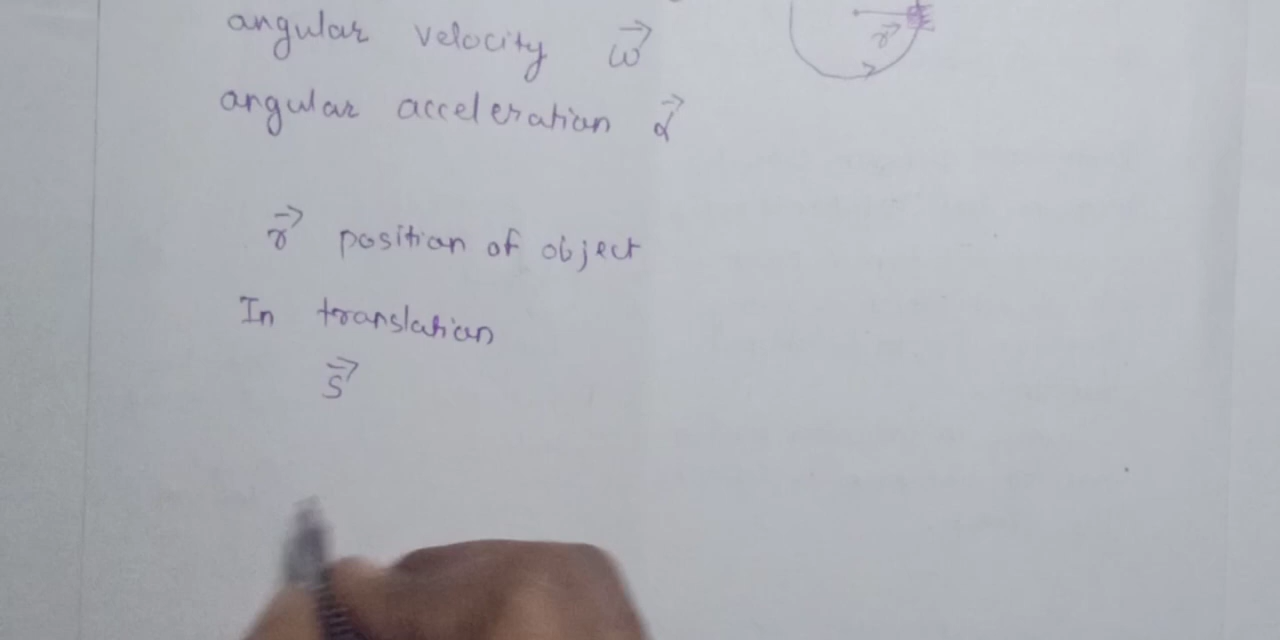 angular velocity ω⃗
r⃗
angular acceleration α⃗
r⃗ position of object
In translation
S⃗